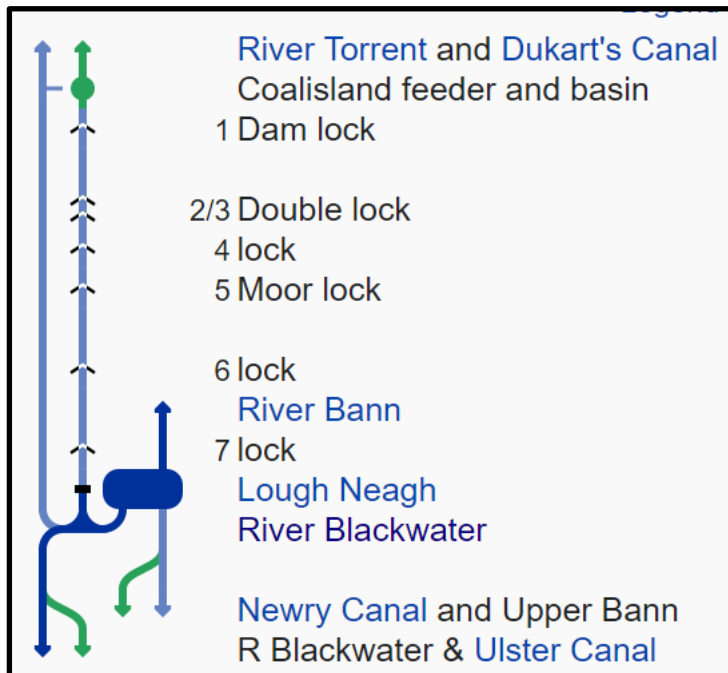 River Torrent and Dukart's Canal
Coalisland feeder and basin
1 Dam lock
2/3 Double lock
4 lock
5 Moor lock
6 lock
River Bann
7 lock
Lough Neagh
River Blackwater
Newry Canal and Upper Bann
R Blackwater & Ulster Canal